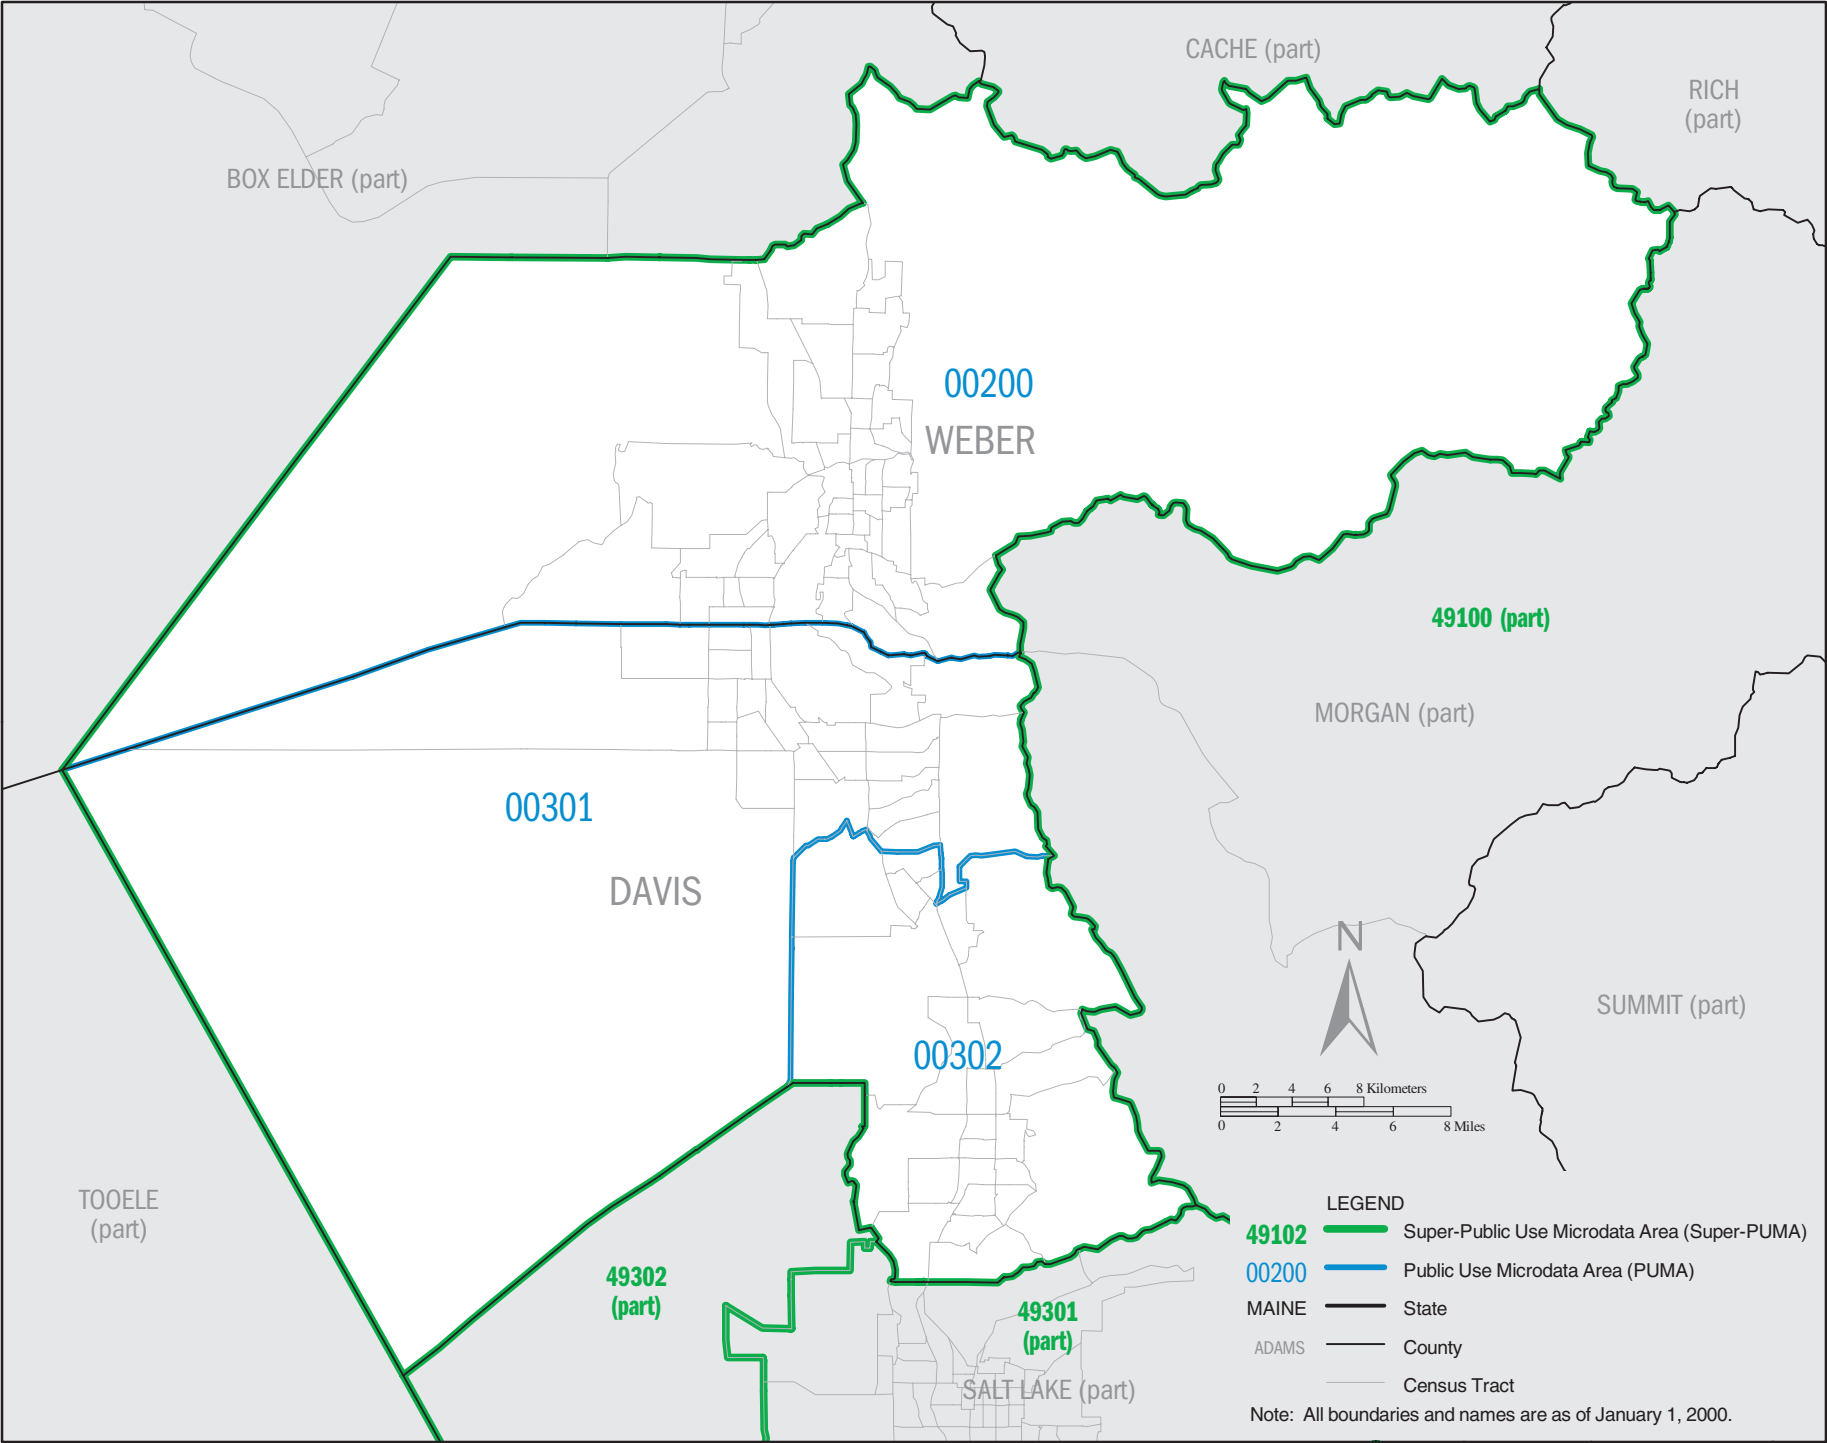 CACHE (part)
RICH
(part)
BOX ELDER (part)
00200
WEBER
49100 (part)
MORGAN (part)
00301
DAVIS
N
SUMMIT (part)
00302
0 2 4 6 8 Kilometers
0 2 4 6 8 Miles
TOOELE
(part)
49302
(part)
49301
(part)
SALT LAKE (part)
LEGEND
49102 Super-Public Use Microdata Area (Super-PUMA)
00200 Public Use Microdata Area (PUMA)
MAINE State
ADAMS County
Census Tract
Note: All boundaries and names are as of January 1, 2000.